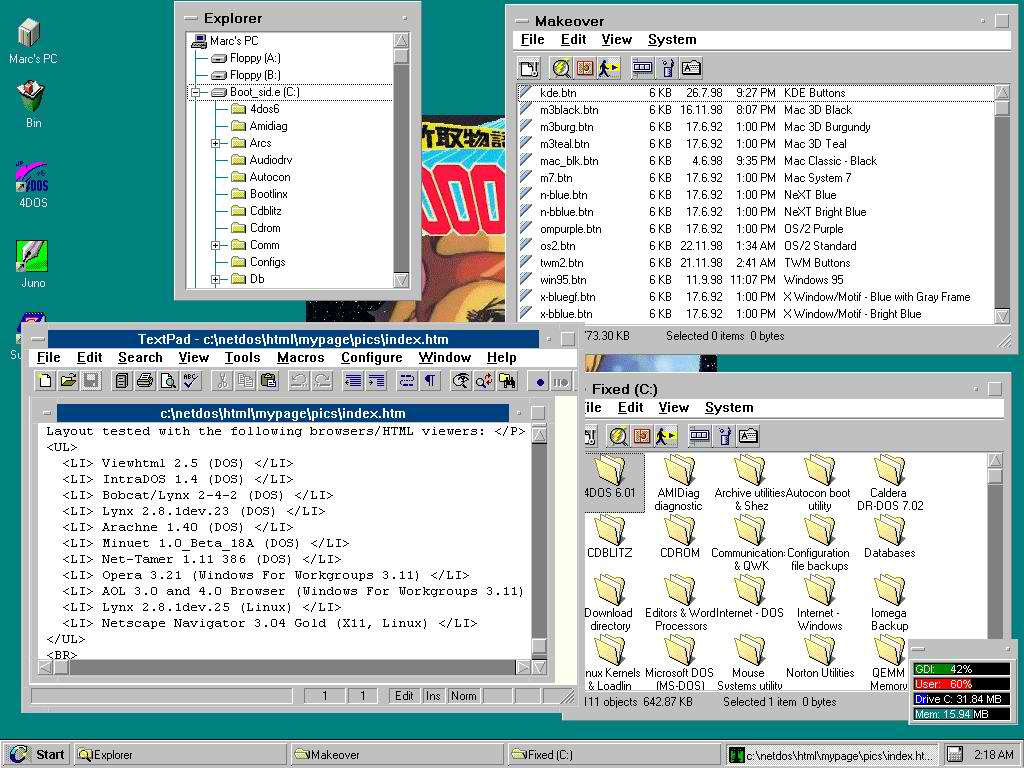 Marc's PC
Bin
4DOS
Juno
Explorer
Marc's PC
Floppy (A:)
Floppy (B:)
Boot_sid.e (C:)
4dos6
Amidiag
Arcs
Audiodrv
Autocon
Bootlinx
Cdblitz
Cdrom
Comm
Configs
Db
竹取物語
Makeover
File Edit View System
kde.btn 6 KB 26.7.98 9:27 PM KDE Buttons
m3black.btn 6 KB 16.11.98 8:07 PM Mac 3D Black
m3burg.btn 6 KB 17.6.92 1:00 PM Mac 3D Burgundy
m3teal.btn 6 KB 17.6.92 1:00 PM Mac 3D Teal
mac_blk.btn 6 KB 4.6.98 9:35 PM Mac Classic - Black
m7.btn 6 KB 17.6.92 1:00 PM Mac System 7
n-blue.btn 6 KB 17.6.92 1:00 PM NeXT Blue
n-bblue.btn 6 KB 17.6.92 1:00 PM NeXT Bright Blue
ompurple.btn 6 KB 17.6.92 1:00 PM OS/2 Purple
os2.btn 6 KB 22.11.98 1:34 AM OS/2 Standard
twm2.btn 6 KB 21.11.98 2:41 AM TWM Buttons
win95.btn 6 KB 11.9.98 11:07 PM Windows 95
x-bluegf.btn 6 KB 17.6.92 1:00 PM X Window/Motif - Blue with Gray Frame
x-bblue.btn 6 KB 17.6.92 1:00 PM X Window/Motif - Bright Blue
773.30 KB Selected 0 items 0 bytes
TextPad - c:\netdos\html\mypage\pics\index.htm
File Edit Search View Tools Macros Configure Window Help
c:\netdos\html\mypage\pics\index.htm
Layout tested with the following browsers/HTML viewers: </P>
<UL>
<LI> Viewhtml 2.5 (DOS) </LI>
<LI> IntraDOS 1.4 (DOS) </LI>
<LI> Bobcat/Lynx 2-4-2 (DOS) </LI>
<LI> Lynx 2.8.1dev.23 (DOS) </LI>
<LI> Arachne 1.40 (DOS) </LI>
<LI> Minuet 1.0_Beta_18A (DOS) </LI>
<LI> Net-Tamer 1.11 386 (DOS) </LI>
<LI> Opera 3.21 (Windows For Workgroups 3.11) </LI>
<LI> AOL 3.0 and 4.0 Browser (Windows For Workgroups 3.11)
<LI> Lynx 2.8.1dev.25 (Linux) </LI>
<LI> Netscape Navigator 3.04 Gold (X11, Linux) </LI>
</UL>
<BR>
1 1 Edit Ins Norm
Fixed (C:)
ile Edit View System
4DOS 6.01
AMIDiag
diagnostic
Archive utilities
& Shez
Autocon boot
utility
Caldera
DR-DOS 7.02
CDBLITZ
CDROM
Communication:
& QWK
Configuration
file backups
Databases
Download
directory
Editors & Word
Processors
Internet - DOS
Internet -
Windows
Iomega
Backup
nux Kernels
& Loadlin
Microsoft DOS
(MS-DOS)
Mouse
Systems utility
Norton Utilities
QEMM
Memory
111 objects 642.87 KB Selected 1 item 0 bytes
GDI: 42%
User: 60%
Drive C: 31.84 MB
Mem: 15.94 MB
Start Explorer Makeover Fixed (C:) c:\netdos\html\mypage\pics\index.ht... 2:18 AM